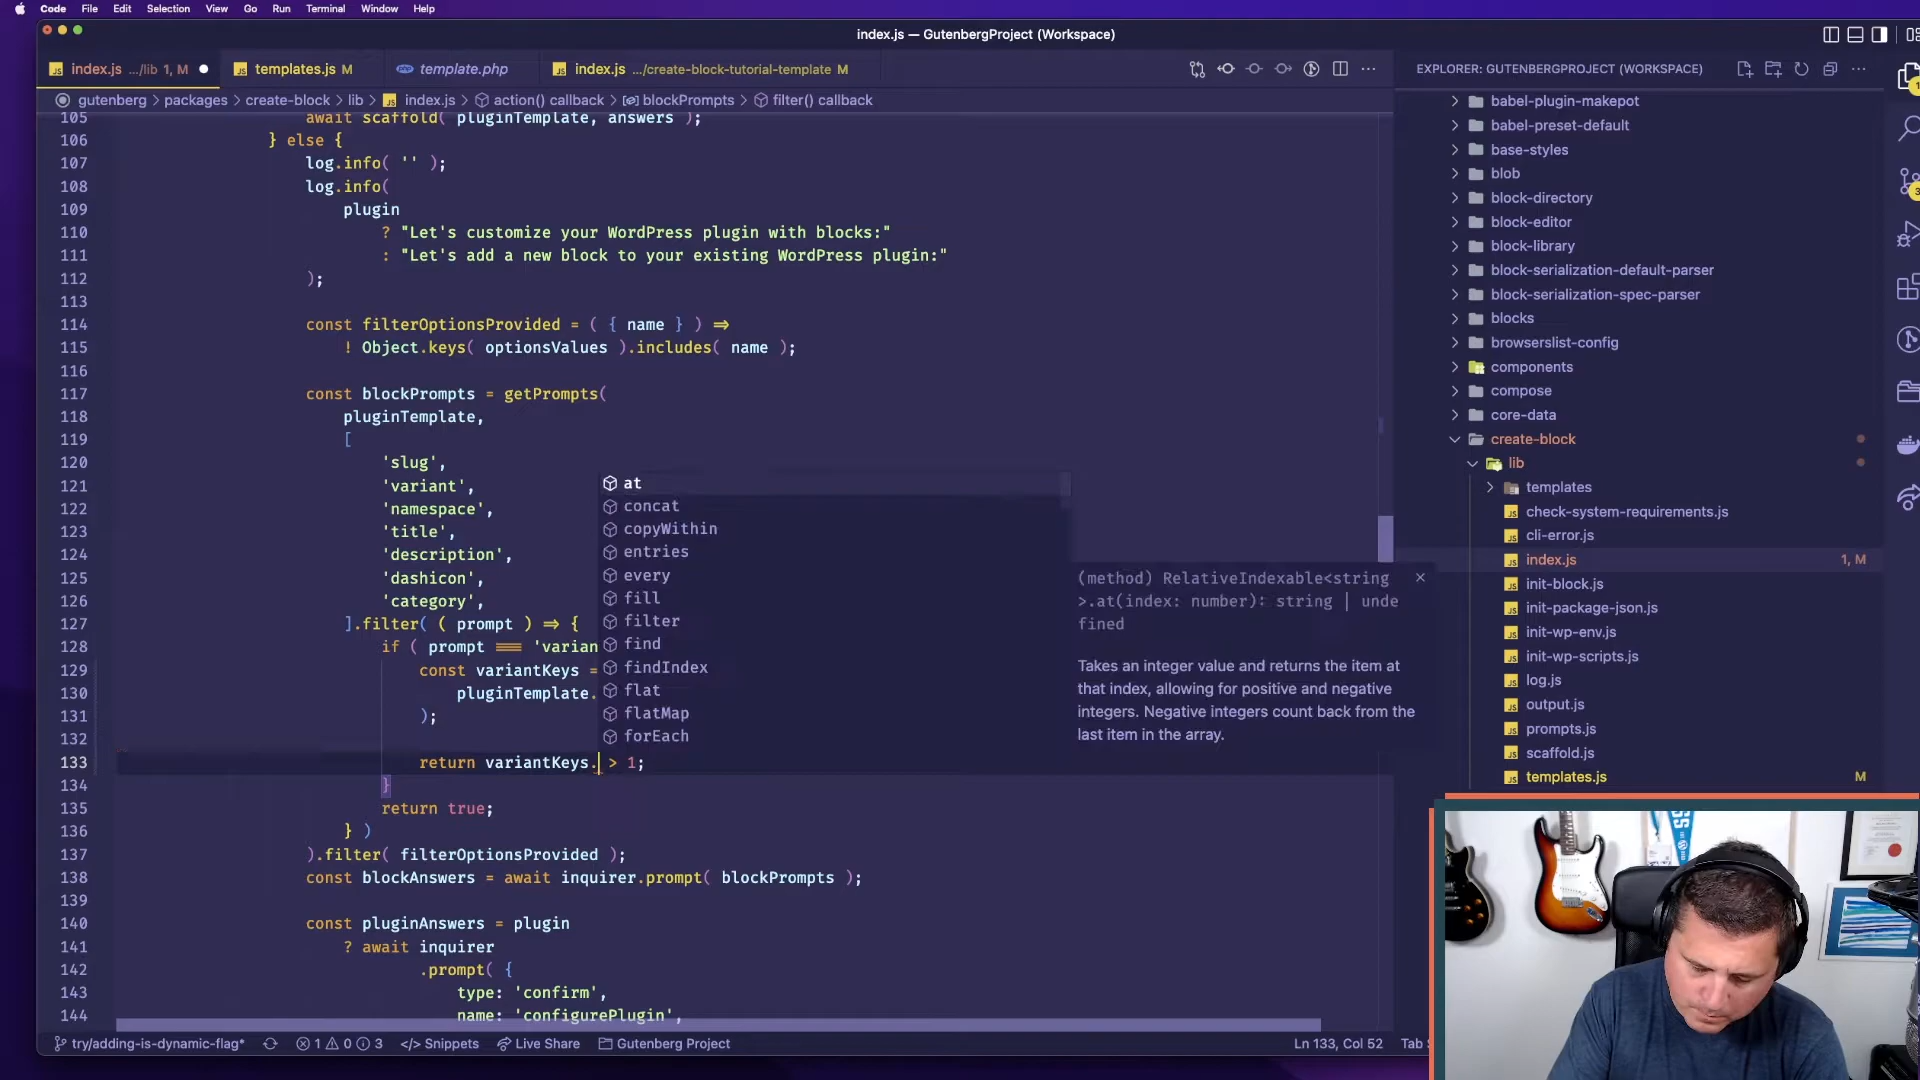 Code File Edit Selection View Go Run Terminal Window Help
index.js — GutenbergProject (Workspace)
index.js .../lib 1, M
templates.js M
template.php
index.js .../create-block-tutorial-template M
gutenberg > packages > create-block > lib > index.js > action() callback > blockPrompts > filter() callback
105 await scaffold( pluginTemplate, answers );
106 } else {
107 log.info( '' );
108 log.info(
109 plugin
110 ? "Let's customize your WordPress plugin with blocks:"
111 : "Let's add a new block to your existing WordPress plugin:"
112 );
113
114 const filterOptionsProvided = ( { name } ) =>
115 ! Object.keys( optionsValues ).includes( name );
116
117 const blockPrompts = getPrompts(
118 pluginTemplate,
119 [
120 'slug',
121 'variant',
122 'namespace',
123 'title',
124 'description',
125 'dashicon',
126 'category',
127 ].filter( ( prompt ) => {
128 if ( prompt === 'varian
129 const variantKeys =
130 pluginTemplate.
131 );
132
133 return variantKeys. > 1;
134 }
135 return true;
136 } )
137 ).filter( filterOptionsProvided );
138 const blockAnswers = await inquirer.prompt( blockPrompts );
139
140 const pluginAnswers = plugin
141 ? await inquirer
142 .prompt( {
143 type: 'confirm',
144 name: 'configurePlugin',
at
concat
copyWithin
entries
every
fill
filter
find
findIndex
flat
flatMap
forEach
(method) RelativeIndexable<string
>.at(index: number): string | unde
fined
Takes an integer value and returns the item at
that index, allowing for positive and negative
integers. Negative integers count back from the
last item in the array.
EXPLORER: GUTENBERGPROJECT (WORKSPACE)
babel-plugin-makepot
babel-preset-default
base-styles
blob
block-directory
block-editor
block-library
block-serialization-default-parser
block-serialization-spec-parser
blocks
browserslist-config
components
compose
core-data
create-block
lib
templates
check-system-requirements.js
cli-error.js
index.js 1, M
init-block.js
init-package-json.js
init-wp-env.js
init-wp-scripts.js
log.js
output.js
prompts.js
scaffold.js
templates.js M
try/adding-is-dynamic-flag* 1 0 3 Snippets Live Share Gutenberg Project Ln 133, Col 52 Tab S